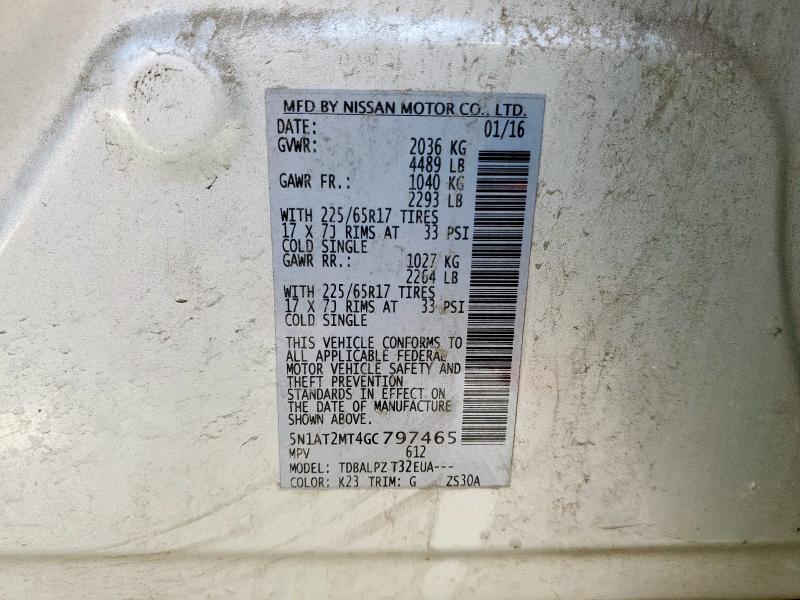 MFD BY NISSAN MOTOR CO., LTD.
DATE: 01/16
GVWR: 2036 KG
4489 LB
GAWR FR.: 1040 KG
2293 LB
WITH 225/65R17 TIRES
17 X 7J RIMS AT 33 PSI
COLD SINGLE
GAWR RR.: 1027 KG
2264 LB
WITH 225/65R17 TIRES
17 X 7J RIMS AT 33 PSI
COLD SINGLE
THIS VEHICLE CONFORMS TO
ALL APPLICABLE FEDERAL
MOTOR VEHICLE SAFETY AND
THEFT PREVENTION
STANDARDS IN EFFECT ON
THE DATE OF MANUFACTURE
SHOWN ABOVE.
5N1AT2MT4GC797465
MPV 612
MODEL: TDBALPZ T32EUA---
COLOR: K23 TRIM: G ZS30A